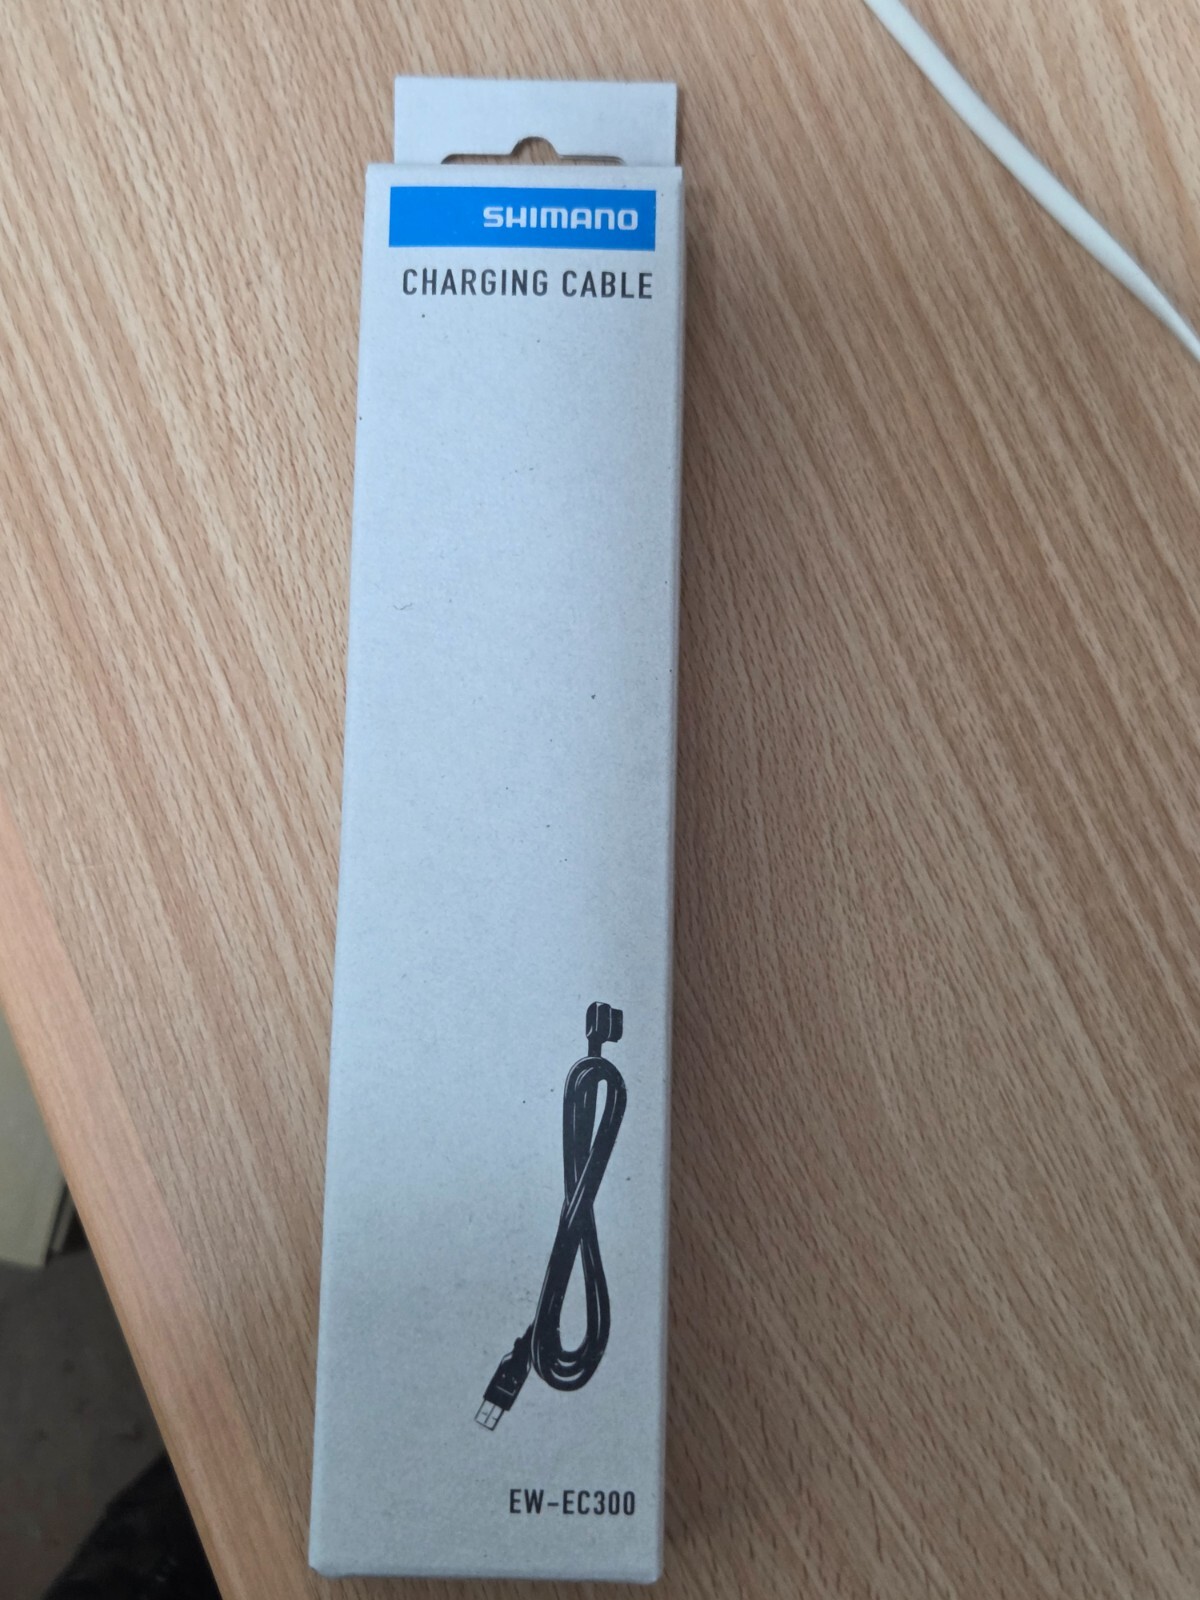 SHIMANO
CHARGING CABLE
EW-EC300